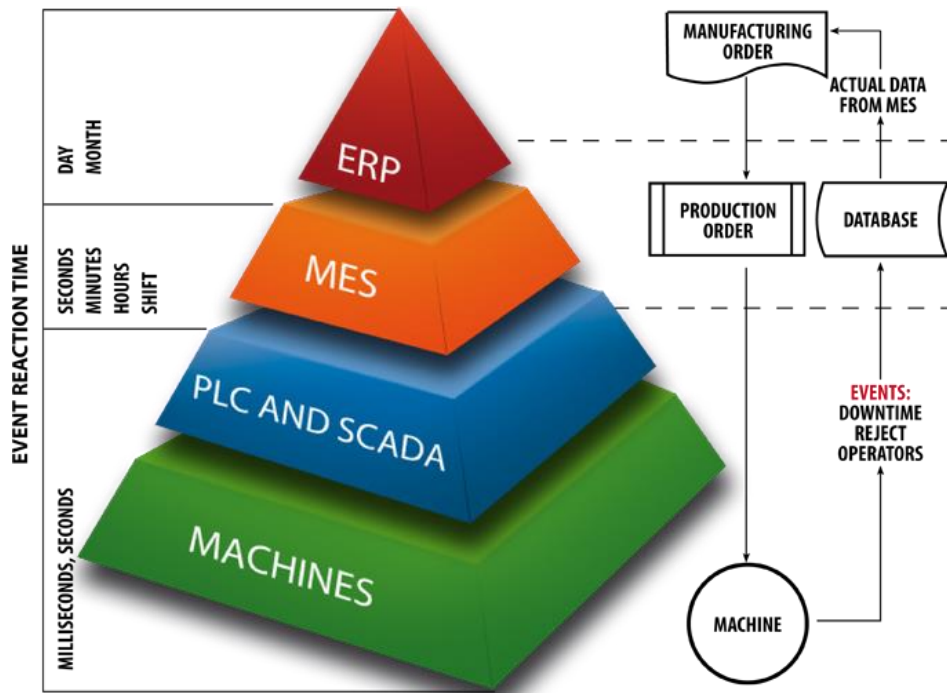 EVENT REACTION TIME
DAY
MONTH
SECONDS
MINUTES
HOURS
SHIFT
MILLISECONDS, SECONDS
ERP
MES
PLC AND SCADA
MACHINES
MANUFACTURING
ORDER
ACTUAL DATA
FROM MES
PRODUCTION
ORDER
DATABASE
EVENTS:
DOWNTIME
REJECT
OPERATORS
MACHINE